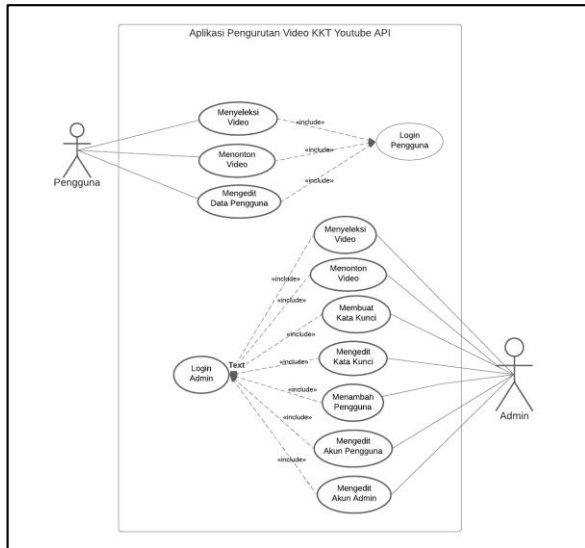 Aplikasi Pengurutan Video KKT Youtube API
Menyeleksi
Video
«include»
Login
Pengguna
Menonton
Video
«include»
Mengedit
Data Pengguna
«include»
Pengguna
Menyeleksi
Video
«include»
Menonton
Video
«include»
Membuat
Kata Kunci
«include»
Mengedit
Kata Kunci
«include»
Login
Admin
Text
Menambah
Pengguna
«include»
Mengedit
Akun Pengguna
«include»
Mengedit
Akun Admin
«include»
Admin